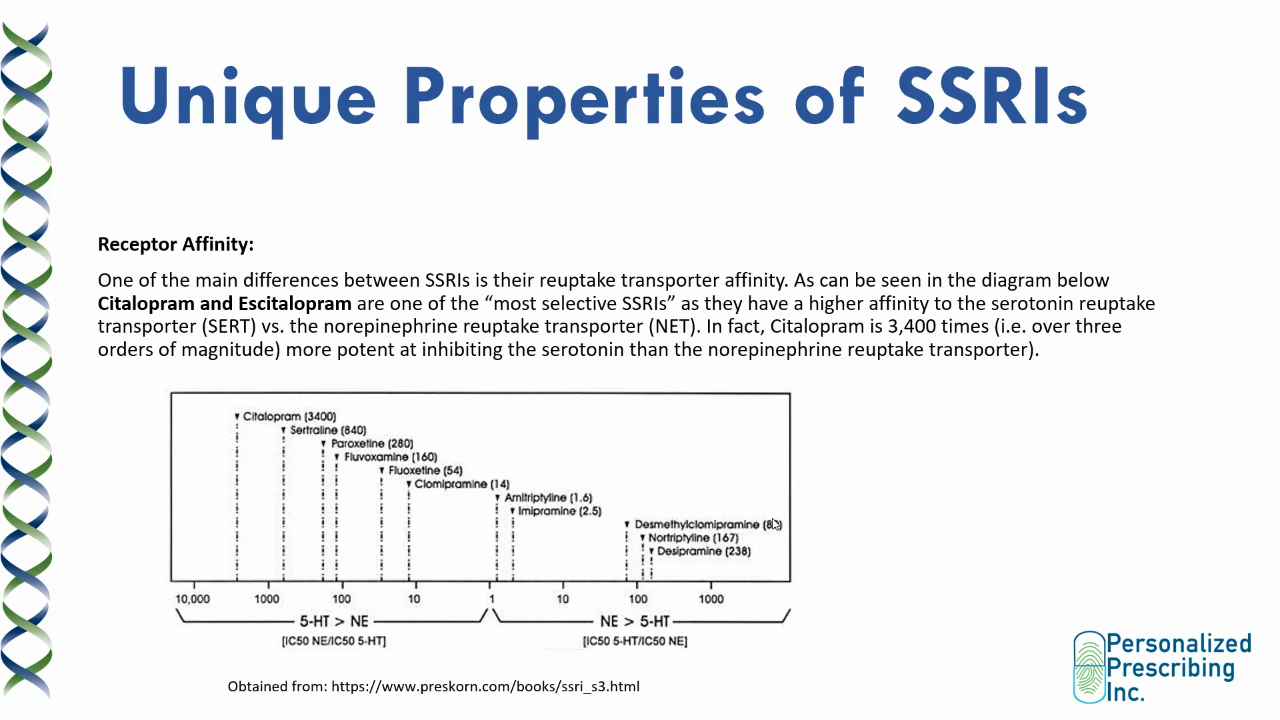 Unique Properties of SSRIs
Receptor Affinity:
One of the main differences between SSRIs is their reuptake transporter affinity. As can be seen in the diagram below
Citalopram and Escitalopram are one of the “most selective SSRIs” as they have a higher affinity to the serotonin reuptake
transporter (SERT) vs. the norepinephrine reuptake transporter (NET). In fact, Citalopram is 3,400 times (i.e. over three
orders of magnitude) more potent at inhibiting the serotonin than the norepinephrine reuptake transporter).
Citalopram (3400)
Sertraline (840)
Paroxetine (280)
Fluvoxamine (160)
Fluoxetine (54)
Clomipramine (14)
Amitriptyline (1.6)
Imipramine (2.5)
Desmethylclomipramine
Nortriptyline (167)
Desipramine (238)
10,000 1000 100 10 1 10 100 1000
5-HT > NE NE > 5-HT
[IC50 NE/IC50 5-HT] [IC50 5-HT/IC50 NE]
Obtained from: https://www.preskorn.com/books/ssri_s3.html
Personalized
Prescribing
Inc.